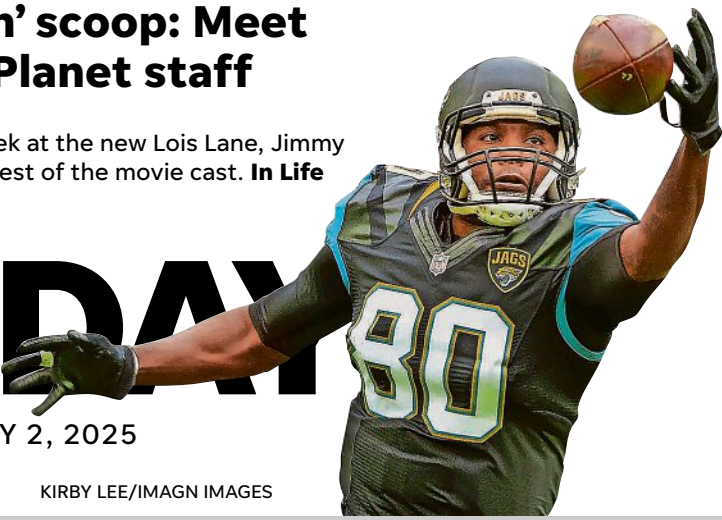 n’ scoop: Meet
Planet staff
ek at the new Lois Lane, Jimmy
est of the movie cast. In Life
DAY
Y 2, 2025
KIRBY LEE/IMAGN IMAGES
JAGS
JAGS
80